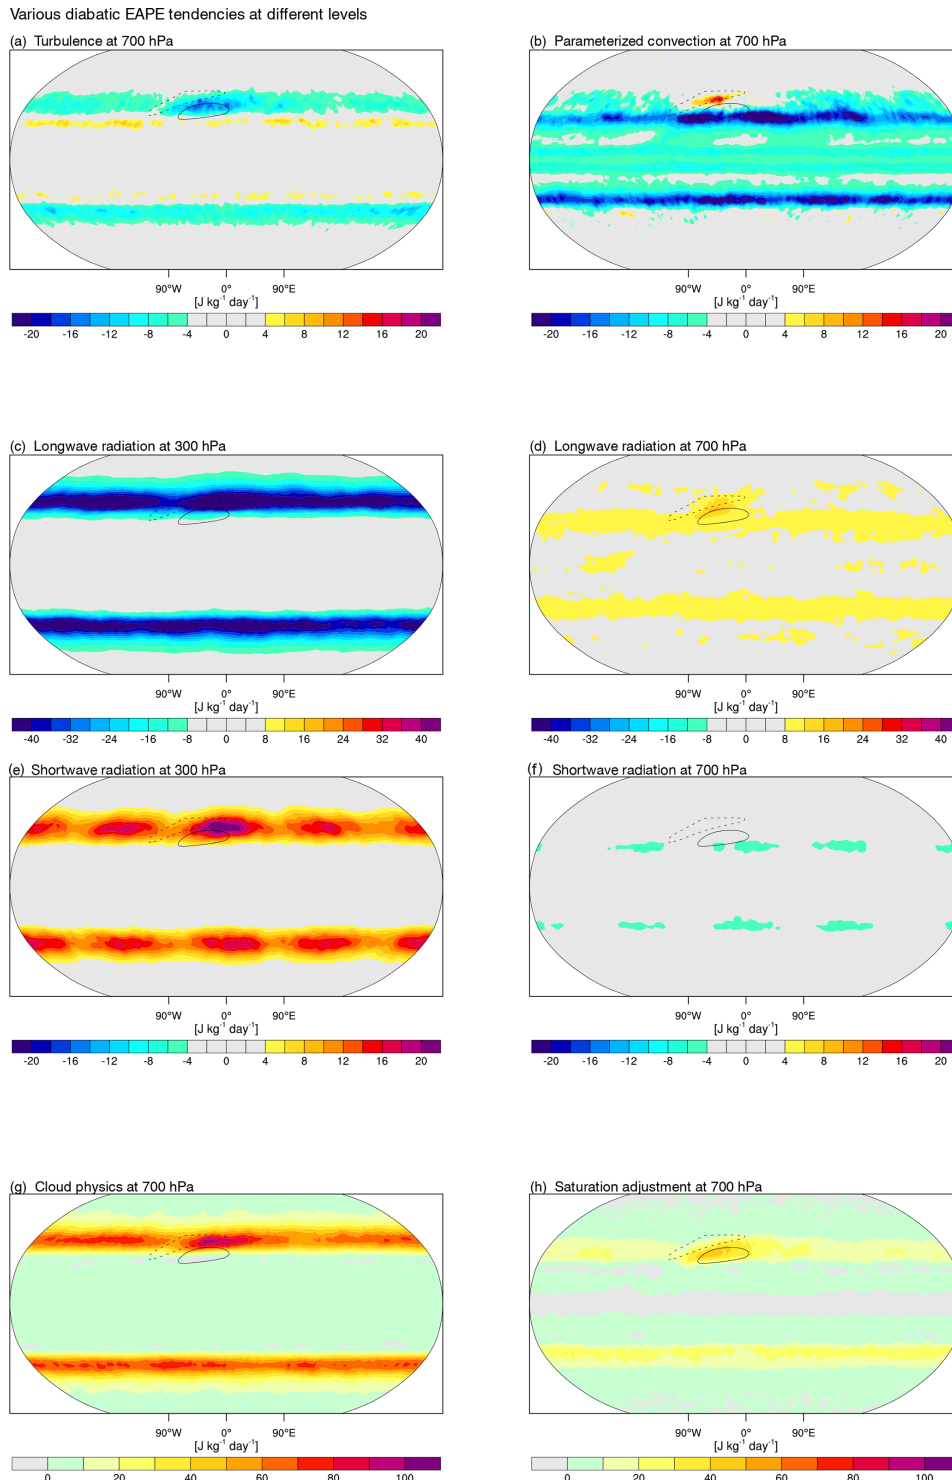 Various diabatic EAPE tendencies at different levels
(a) Turbulence at 700 hPa
(b) Parameterized convection at 700 hPa
90°W 0° 90°E
90°W 0° 90°E
[J kg⁻¹ day⁻¹]
[J kg⁻¹ day⁻¹]
-20 -16 -12 -8 -4 0 4 8 12 16 20
-20 -16 -12 -8 -4 0 4 8 12 16 20
(c) Longwave radiation at 300 hPa
(d) Longwave radiation at 700 hPa
90°W 0° 90°E
90°W 0° 90°E
[J kg⁻¹ day⁻¹]
[J kg⁻¹ day⁻¹]
-40 -32 -24 -16 -8 0 8 16 24 32 40
-40 -32 -24 -16 -8 0 8 16 24 32 40
(e) Shortwave radiation at 300 hPa
(f) Shortwave radiation at 700 hPa
90°W 0° 90°E
90°W 0° 90°E
[J kg⁻¹ day⁻¹]
[J kg⁻¹ day⁻¹]
-20 -16 -12 -8 -4 0 4 8 12 16 20
-20 -16 -12 -8 -4 0 4 8 12 16 20
(g) Cloud physics at 700 hPa
(h) Saturation adjustment at 700 hPa
90°W 0° 90°E
90°W 0° 90°E
[J kg⁻¹ day⁻¹]
[J kg⁻¹ day⁻¹]
0 20 40 60 80 100
0 20 40 60 80 100